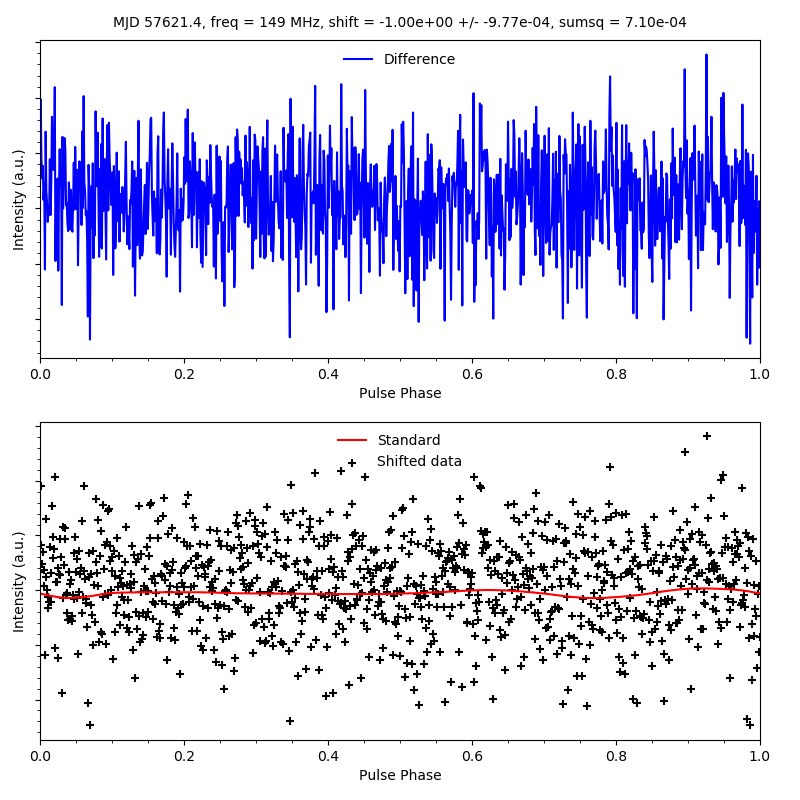 MJD 57621.4, freq = 149 MHz, shift = -1.00e+00 +/- -9.77e-04, sumsq = 7.10e-04
Difference
Intensity (a.u.)
0.0 0.2 0.4 0.6 0.8 1.0
Pulse Phase
Standard
Shifted data
Intensity (a.u.)
0.0 0.2 0.4 0.6 0.8 1.0
Pulse Phase